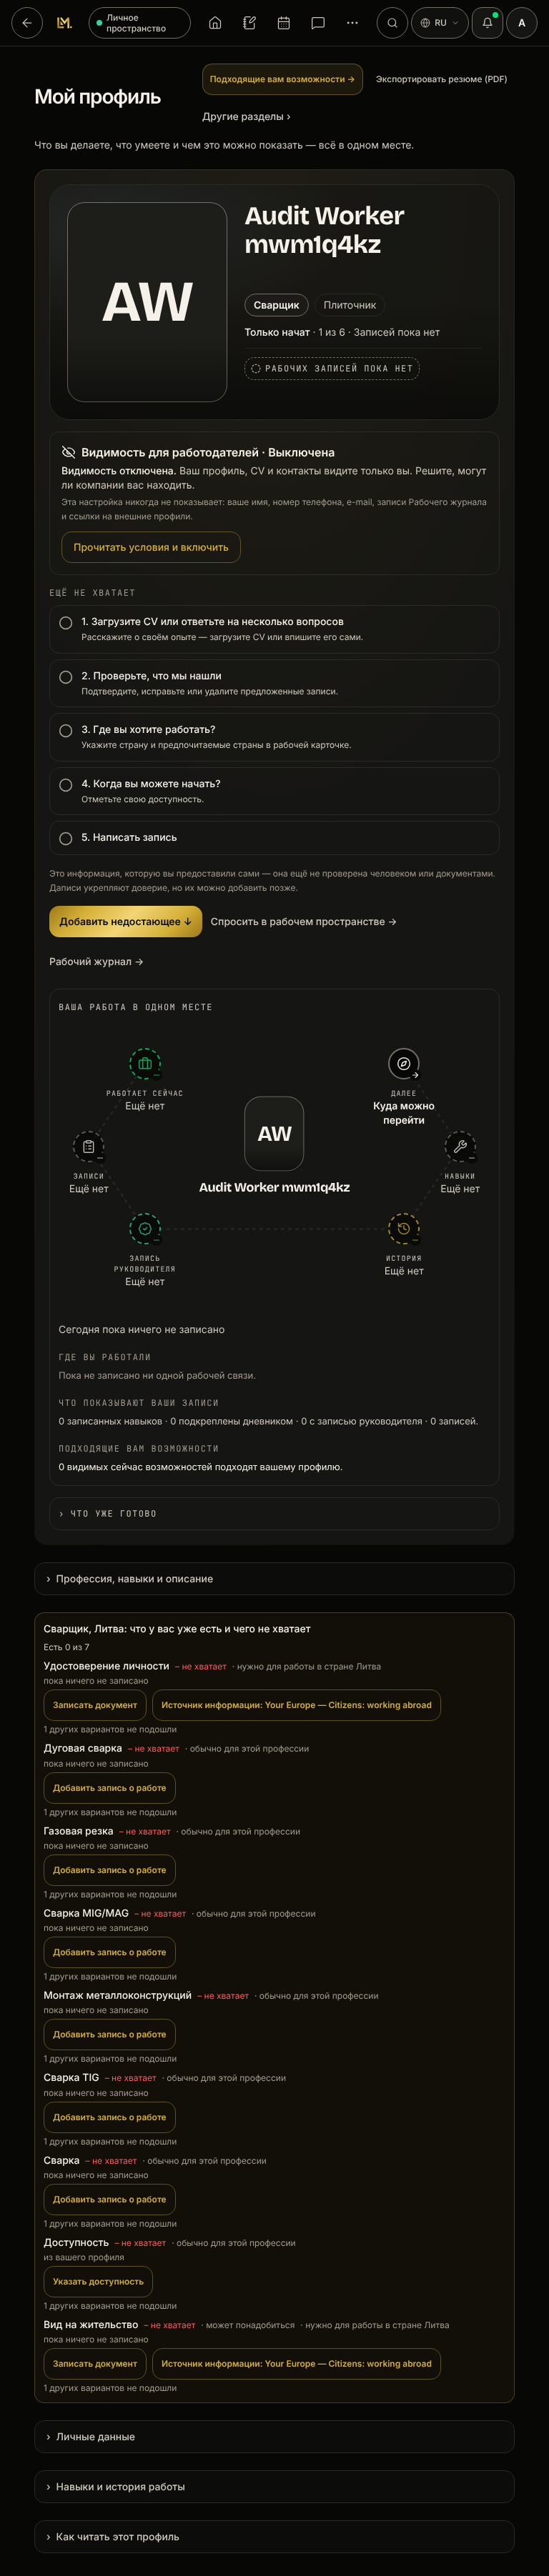 LM.
Личное
пространство
RU
A
Мой профиль
Подходящие вам возможности →
Экспортировать резюме (PDF)
Другие разделы ›
Что вы делаете, что умеете и чем это можно показать — всё в одном месте.
AW
Audit Worker
mwm1q4kz
Сварщик
Плиточник
Только начат · 1 из 6 · Записей пока нет
РАБОЧИХ ЗАПИСЕЙ ПОКА НЕТ
Видимость для работодателей · Выключена
Видимость отключена. Ваш профиль, CV и контакты видите только вы. Решите, могут
ли компании вас находить.
Эта настройка никогда не показывает: ваше имя, номер телефона, e-mail, записи Рабочего журнала
и ссылки на внешние профили.
Прочитать условия и включить
ЕЩЁ НЕ ХВАТАЕТ
1. Загрузите CV или ответьте на несколько вопросов
Расскажите о своём опыте — загрузите CV или впишите его сами.
2. Проверьте, что мы нашли
Подтвердите, исправьте или удалите предложенные записи.
3. Где вы хотите работать?
Укажите страну и предпочитаемые страны в рабочей карточке.
4. Когда вы можете начать?
Отметьте свою доступность.
5. Написать запись
Это информация, которую вы предоставили сами — она ещё не проверена человеком или документами.
Дописи укрепляют доверие, но их можно добавить позже.
Добавить недостающее ↓
Спросить в рабочем пространстве →
Рабочий журнал →
ВАША РАБОТА В ОДНОМ МЕСТЕ
РАБОТАЕТ СЕЙЧАС
Ещё нет
ДАЛЕЕ
Куда можно
перейти
AW
Audit Worker mwm1q4kz
ЗАПИСИ
Ещё нет
НАВЫКИ
Ещё нет
ЗАПИСЬ
РУКОВОДИТЕЛЯ
Ещё нет
ИСТОРИЯ
Ещё нет
Сегодня пока ничего не записано
ГДЕ ВЫ РАБОТАЛИ
Пока не записано ни одной рабочей связи.
ЧТО ПОКАЗЫВАЮТ ВАШИ ЗАПИСИ
0 записанных навыков · 0 подкреплены дневником · 0 с записью руководителя · 0 записей.
ПОДХОДЯЩИЕ ВАМ ВОЗМОЖНОСТИ
0 видимых сейчас возможностей подходят вашему профилю.
› ЧТО УЖЕ ГОТОВО
› Профессия, навыки и описание
Сварщик, Литва: что у вас уже есть и чего не хватает
Есть 0 из 7
Удостоверение личности – не хватает · нужно для работы в стране Литва
пока ничего не записано
Записать документ
Источник информации: Your Europe — Citizens: working abroad
1 других вариантов не подошли
Дуговая сварка – не хватает · обычно для этой профессии
пока ничего не записано
Добавить запись о работе
1 других вариантов не подошли
Газовая резка – не хватает · обычно для этой профессии
пока ничего не записано
Добавить запись о работе
1 других вариантов не подошли
Сварка MIG/MAG – не хватает · обычно для этой профессии
пока ничего не записано
Добавить запись о работе
1 других вариантов не подошли
Монтаж металлоконструкций – не хватает · обычно для этой профессии
пока ничего не записано
Добавить запись о работе
1 других вариантов не подошли
Сварка TIG – не хватает · обычно для этой профессии
пока ничего не записано
Добавить запись о работе
1 других вариантов не подошли
Сварка – не хватает · обычно для этой профессии
пока ничего не записано
Добавить запись о работе
1 других вариантов не подошли
Доступность – не хватает · обычно для этой профессии
из вашего профиля
Указать доступность
1 других вариантов не подошли
Вид на жительство – не хватает · может понадобиться · нужно для работы в стране Литва
пока ничего не записано
Записать документ
Источник информации: Your Europe — Citizens: working abroad
1 других вариантов не подошли
› Личные данные
› Навыки и история работы
› Как читать этот профиль